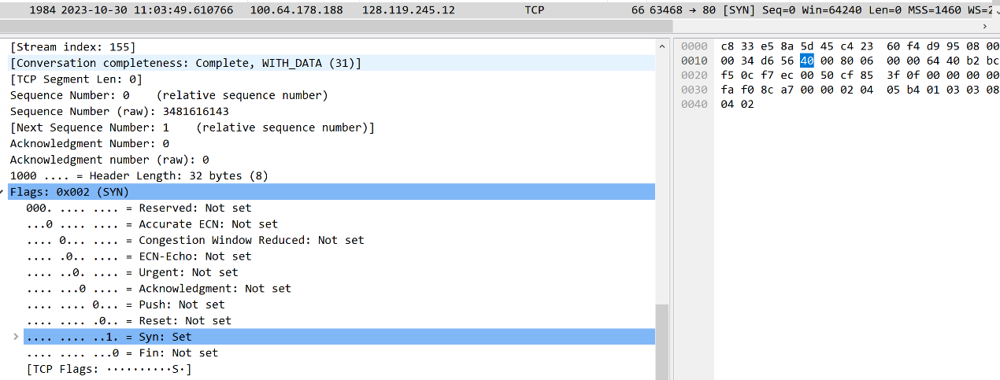 1984 2023-10-30 11:03:49.610766 100.64.178.188 128.119.245.12 TCP 66 63468 → 80 [SYN] Seq=0 Win=64240 Len=0 MSS=1460 WS=2
[Stream index: 155]
[Conversation completeness: Complete, WITH_DATA (31)]
[TCP Segment Len: 0]
Sequence Number: 0 (relative sequence number)
Sequence Number (raw): 3481616143
[Next Sequence Number: 1 (relative sequence number)]
Acknowledgment Number: 0
Acknowledgment number (raw): 0
1000 .... = Header Length: 32 bytes (8)
Flags: 0x002 (SYN)
000. .... .... = Reserved: Not set
...0 .... .... = Accurate ECN: Not set
.... 0... .... = Congestion Window Reduced: Not set
.... .0.. .... = ECN-Echo: Not set
.... ..0. .... = Urgent: Not set
.... ...0 .... = Acknowledgment: Not set
.... .... 0... = Push: Not set
.... .... .0.. = Reset: Not set
.... .... ..1. = Syn: Set
.... .... ...0 = Fin: Not set
[TCP Flags: ··········S·]
0000 c8 33 e5 8a 5d 45 c4 23 60 f4 d9 95 08 00
0010 00 34 d6 56 40 00 80 06 00 00 64 40 b2 bc
0020 f5 0c f7 ec 00 50 cf 85 3f 0f 00 00 00 00
0030 fa f0 8c a7 00 00 02 04 05 b4 01 03 03 08
0040 04 02